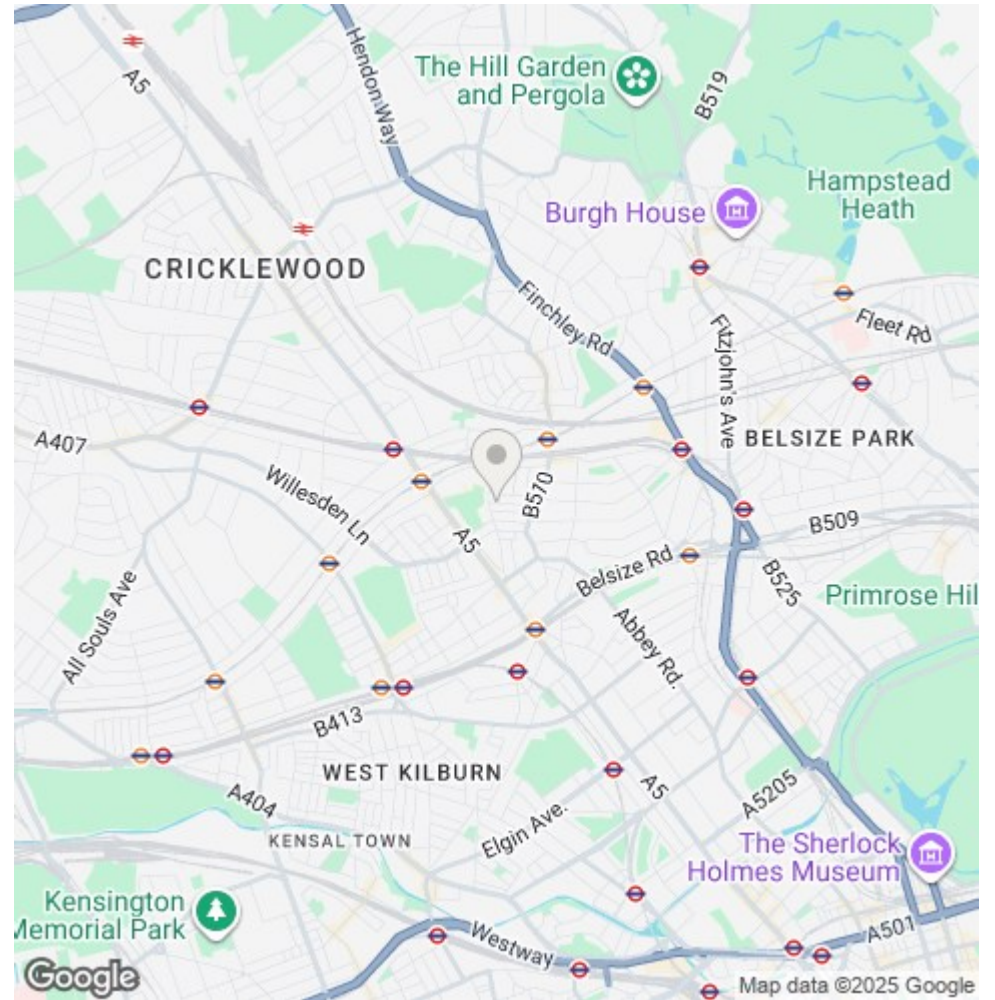 A5
Hendon Way
The Hill Garden
and Pergola
B519
Hampstead
Heath
Burgh House
CRICKLEWOOD
Finchley Rd
Fleet Rd
Fitzjohn's Ave
A407
BELSIZE PARK
Willesden Ln
B510
A5
B509
Belsize Rd
B525
Primrose Hil
All Souls Ave
Abbey Rd.
B413
WEST KILBURN
A5
A5205
A404
Elgin Ave.
KENSAL TOWN
The Sherlock
Holmes Museum
Kensington
Memorial Park
Westway
A501
Google
Map data ©2025 Google